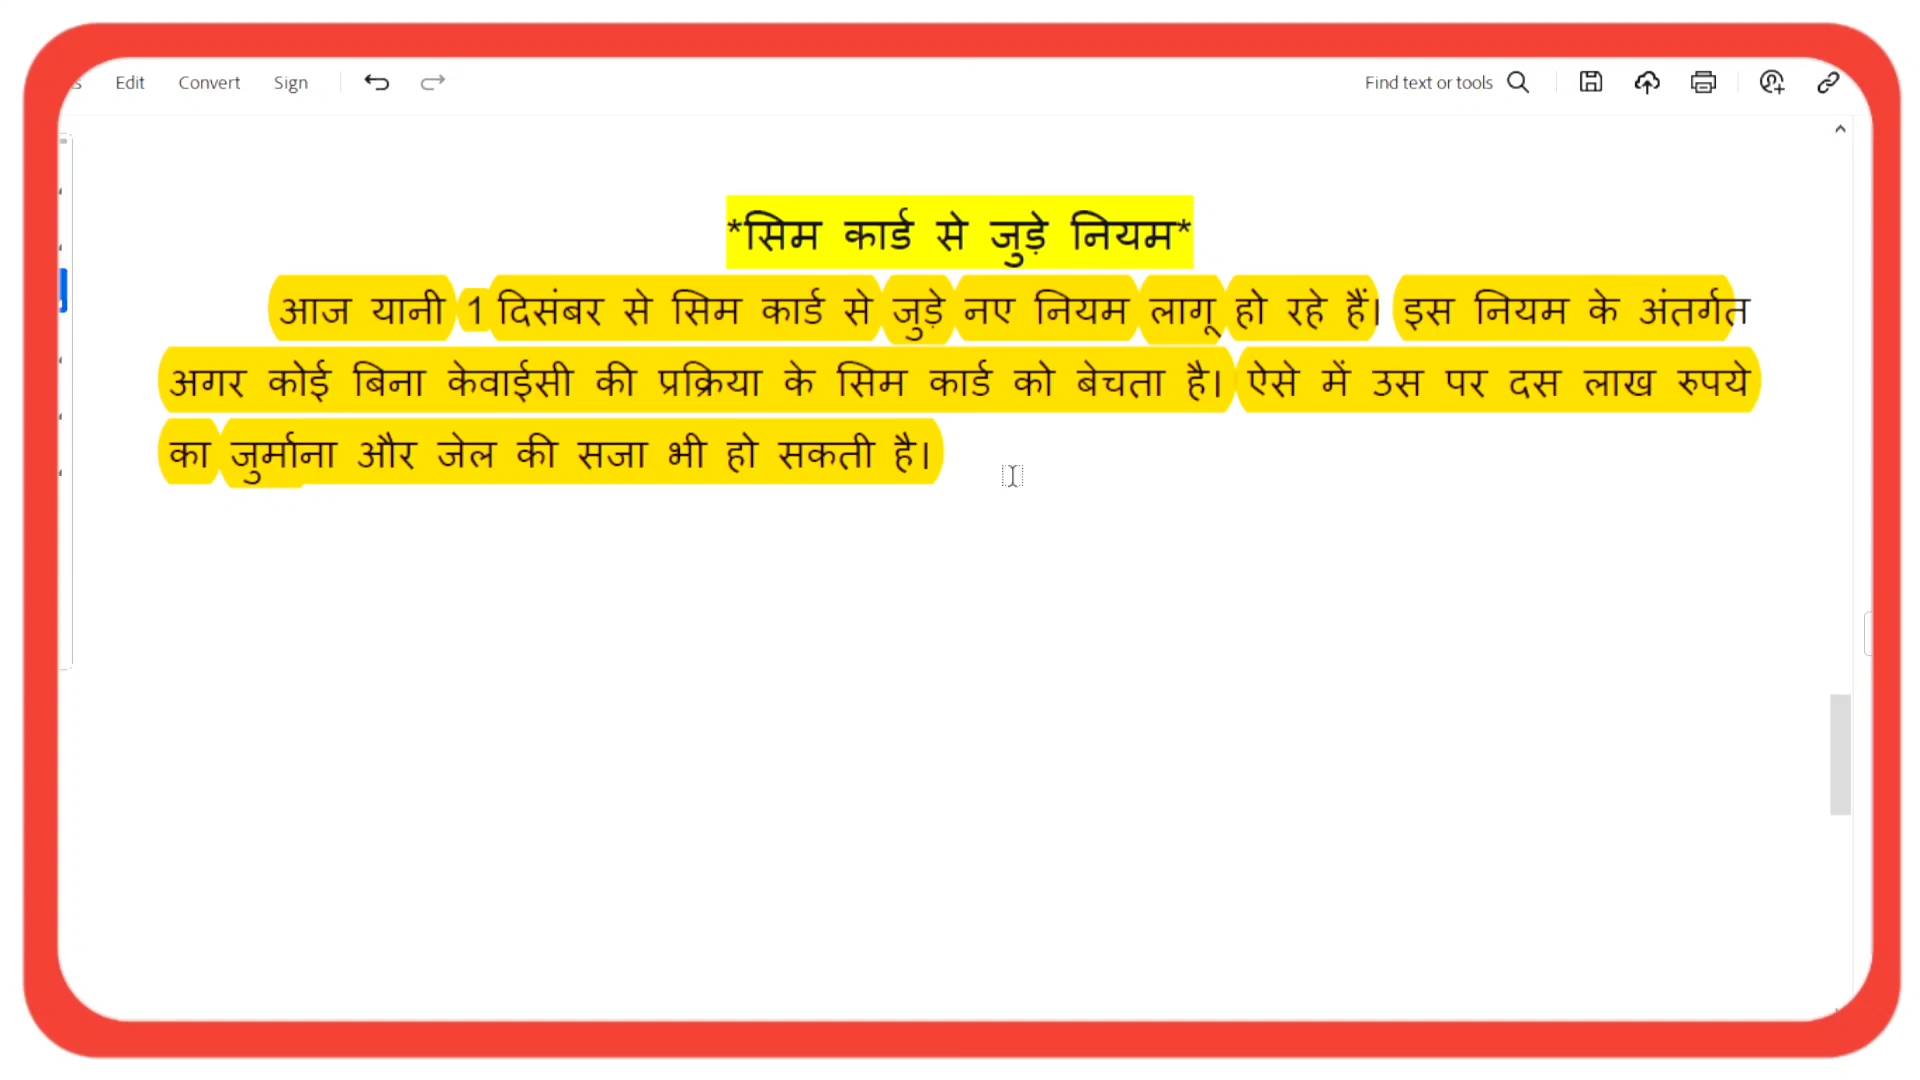 Edit Convert Sign Find text or tools
*सिम कार्ड से जुड़े नियम*
आज यानी 1 दिसंबर से सिम कार्ड से जुड़े नए नियम लागू हो रहे हैं। इस नियम के अंतर्गत
अगर कोई बिना केवाईसी की प्रक्रिया के सिम कार्ड को बेचता है। ऐसे में उस पर दस लाख रुपये
का जुर्माना और जेल की सजा भी हो सकती है।